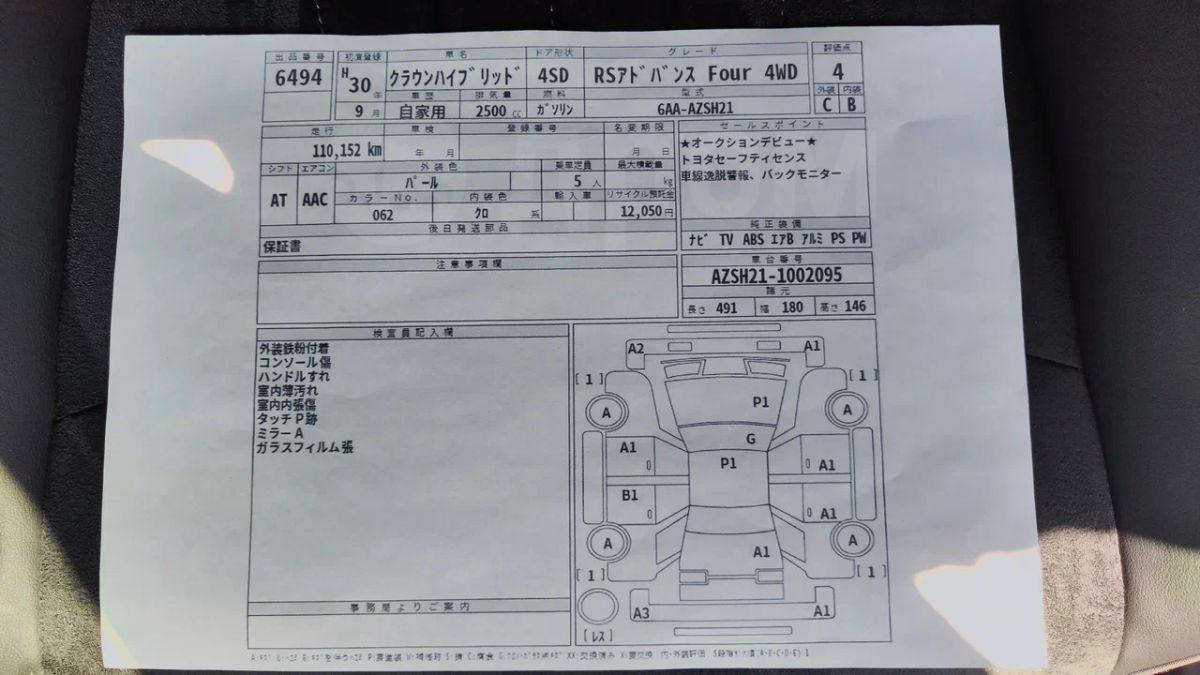 出品番号 初度登録 車名 ドア形状 グレード 評価点
6494 H30年 クラウンハイブリッド 4SD RSアドバンス Four 4WD 4
車歴 排気量 燃料 型式 外装 内装
9月 自家用 2500cc ガソリン 6AA-AZSH21 C B
走行 車検 登録番号 名変期限 セールスポイント
110,152 km 年 月 月 日
★オークションデビュー★
トヨタセーフティセンス
車線逸脱警報、バックモニター
シフト エアコン 外装色 乗車定員 最大積載量
AT AAC パール 5人 kg
カラーNo. 内装色 輸入車 リサイクル預託金
062 クロ 系 12,050円
後日発送部品 純正装備
保証書 ナビ TV ABS エアB アルミ PS PW
注意事項欄 車台番号
AZSH21-1002095
諸元
長さ 491 幅 180 高さ 146
検査員記入欄
外装鉄粉付着
コンソール傷
ハンドルすれ
室内薄汚れ
室内内張傷
タッチP跡
ミラーA
ガラスフィルム張
A2 A1
[1] [1]
A P1 A
G
A1 P1 A1
B1 A1
A A1 A
[1] [1]
A3 A1
[レス]
事務局よりご案内